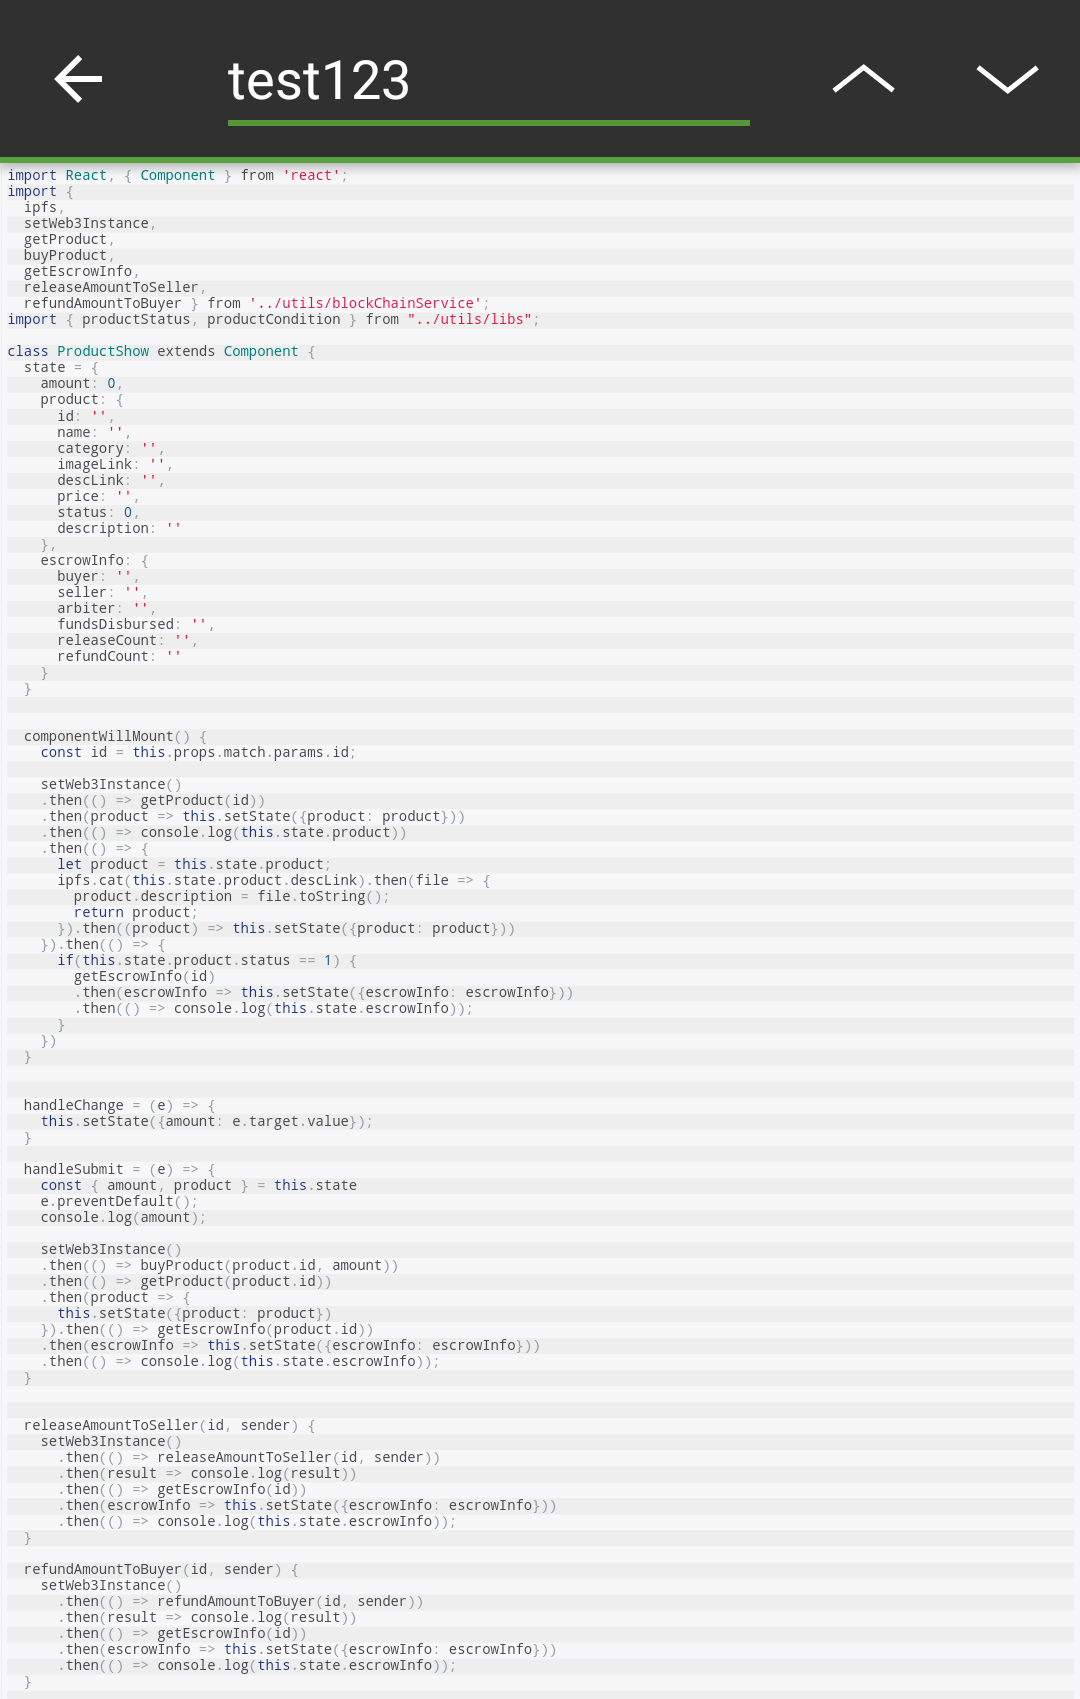 test123
import React, { Component } from 'react';
import {
  ipfs,
  setWeb3Instance,
  getProduct,
  buyProduct,
  getEscrowInfo,
  releaseAmountToSeller,
  refundAmountToBuyer } from '../utils/blockChainService';
import { productStatus, productCondition } from "../utils/libs";

class ProductShow extends Component {
  state = {
    amount: 0,
    product: {
      id: '',
      name: '',
      category: '',
      imageLink: '',
      descLink: '',
      price: '',
      status: 0,
      description: ''
    },
    escrowInfo: {
      buyer: '',
      seller: '',
      arbiter: '',
      fundsDisbursed: '',
      releaseCount: '',
      refundCount: ''
    }
  }


  componentWillMount() {
    const id = this.props.match.params.id;

    setWeb3Instance()
    .then(() => getProduct(id))
    .then(product => this.setState({product: product}))
    .then(() => console.log(this.state.product))
    .then(() => {
      let product = this.state.product;
      ipfs.cat(this.state.product.descLink).then(file => {
        product.description = file.toString();
        return product;
      }).then((product) => this.setState({product: product}))
    }).then(() => {
      if(this.state.product.status == 1) {
        getEscrowInfo(id)
        .then(escrowInfo => this.setState({escrowInfo: escrowInfo}))
        .then(() => console.log(this.state.escrowInfo));
      }
    })
  }


  handleChange = (e) => {
    this.setState({amount: e.target.value});
  }

  handleSubmit = (e) => {
    const { amount, product } = this.state
    e.preventDefault();
    console.log(amount);

    setWeb3Instance()
    .then(() => buyProduct(product.id, amount))
    .then(() => getProduct(product.id))
    .then(product => {
      this.setState({product: product})
    }).then(() => getEscrowInfo(product.id))
    .then(escrowInfo => this.setState({escrowInfo: escrowInfo}))
    .then(() => console.log(this.state.escrowInfo));
  }


  releaseAmountToSeller(id, sender) {
    setWeb3Instance()
      .then(() => releaseAmountToSeller(id, sender))
      .then(result => console.log(result))
      .then(() => getEscrowInfo(id))
      .then(escrowInfo => this.setState({escrowInfo: escrowInfo}))
      .then(() => console.log(this.state.escrowInfo));
  }

  refundAmountToBuyer(id, sender) {
    setWeb3Instance()
      .then(() => refundAmountToBuyer(id, sender))
      .then(result => console.log(result))
      .then(() => getEscrowInfo(id))
      .then(escrowInfo => this.setState({escrowInfo: escrowInfo}))
      .then(() => console.log(this.state.escrowInfo));
  }